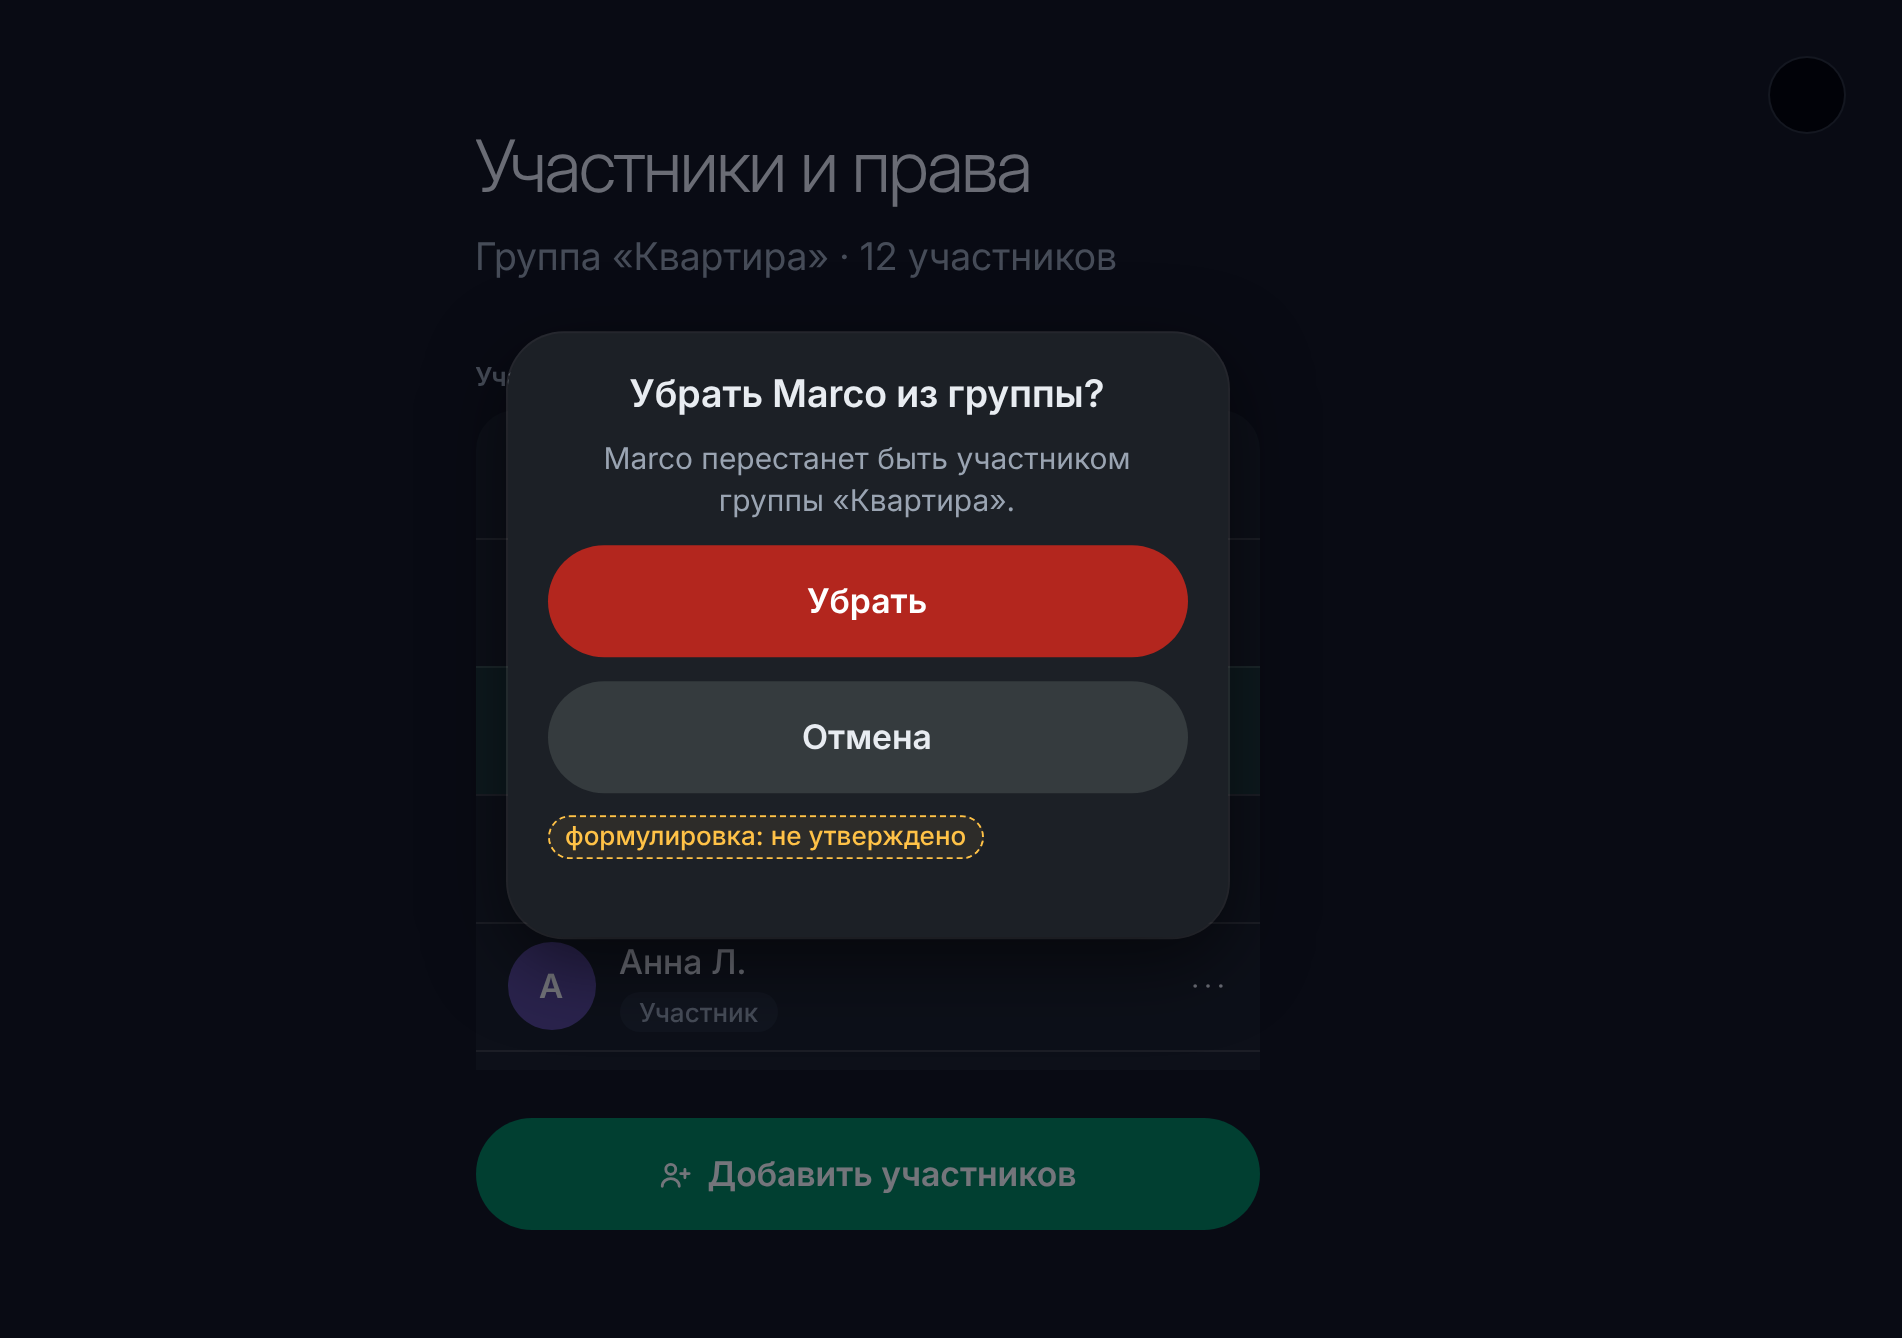 Участники и права
Группа «Квартира» · 12 участников
Убрать Marco из группы?
Marco перестанет быть участником
группы «Квартира».
Убрать
Отмена
формулировка: не утверждено
А
Анна Л.
Участник
Добавить участников